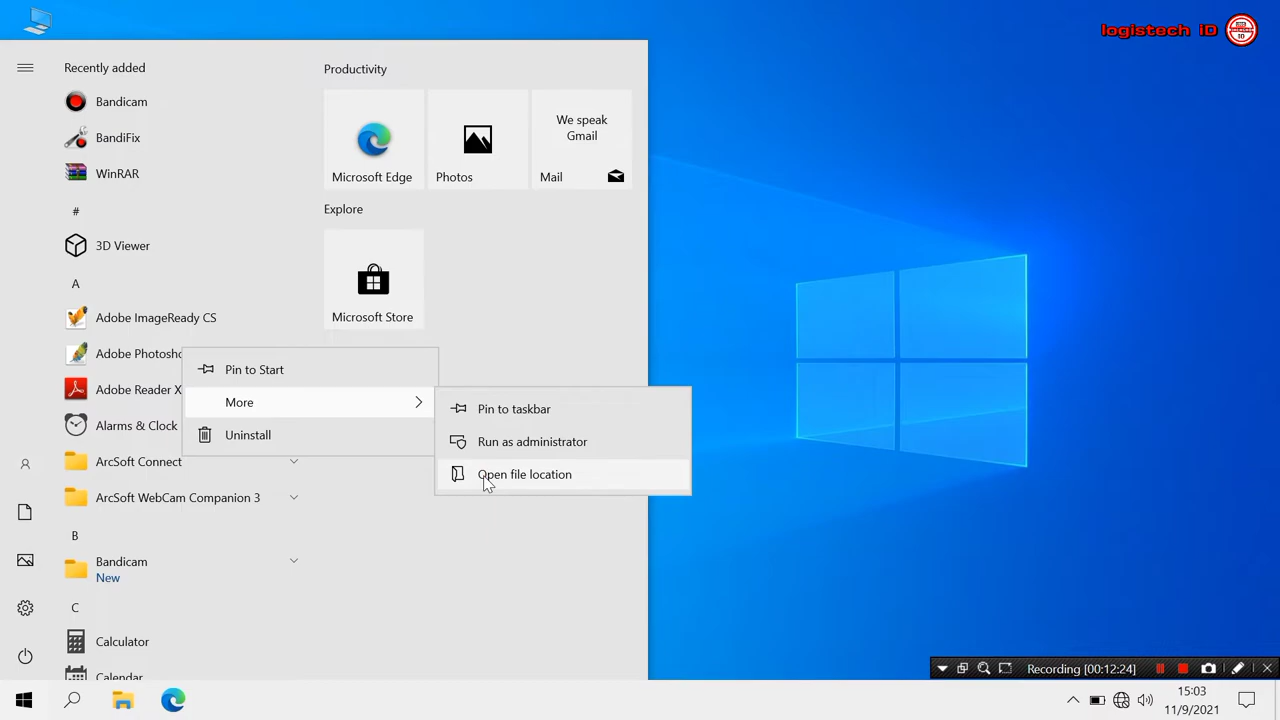 logistech iD
Recently added
Bandicam
BandiFix
WinRAR
#
3D Viewer
A
Adobe ImageReady CS
Adobe Photosho
Adobe Reader X
Alarms & Clock
ArcSoft Connect
ArcSoft WebCam Companion 3
B
Bandicam
New
C
Calculator
Calendar
Productivity
Microsoft Edge
Photos
We speak
Gmail
Mail
Explore
Microsoft Store
Pin to Start
More
Uninstall
Pin to taskbar
Run as administrator
Open file location
Recording [00:12:24]
15:03
11/9/2021